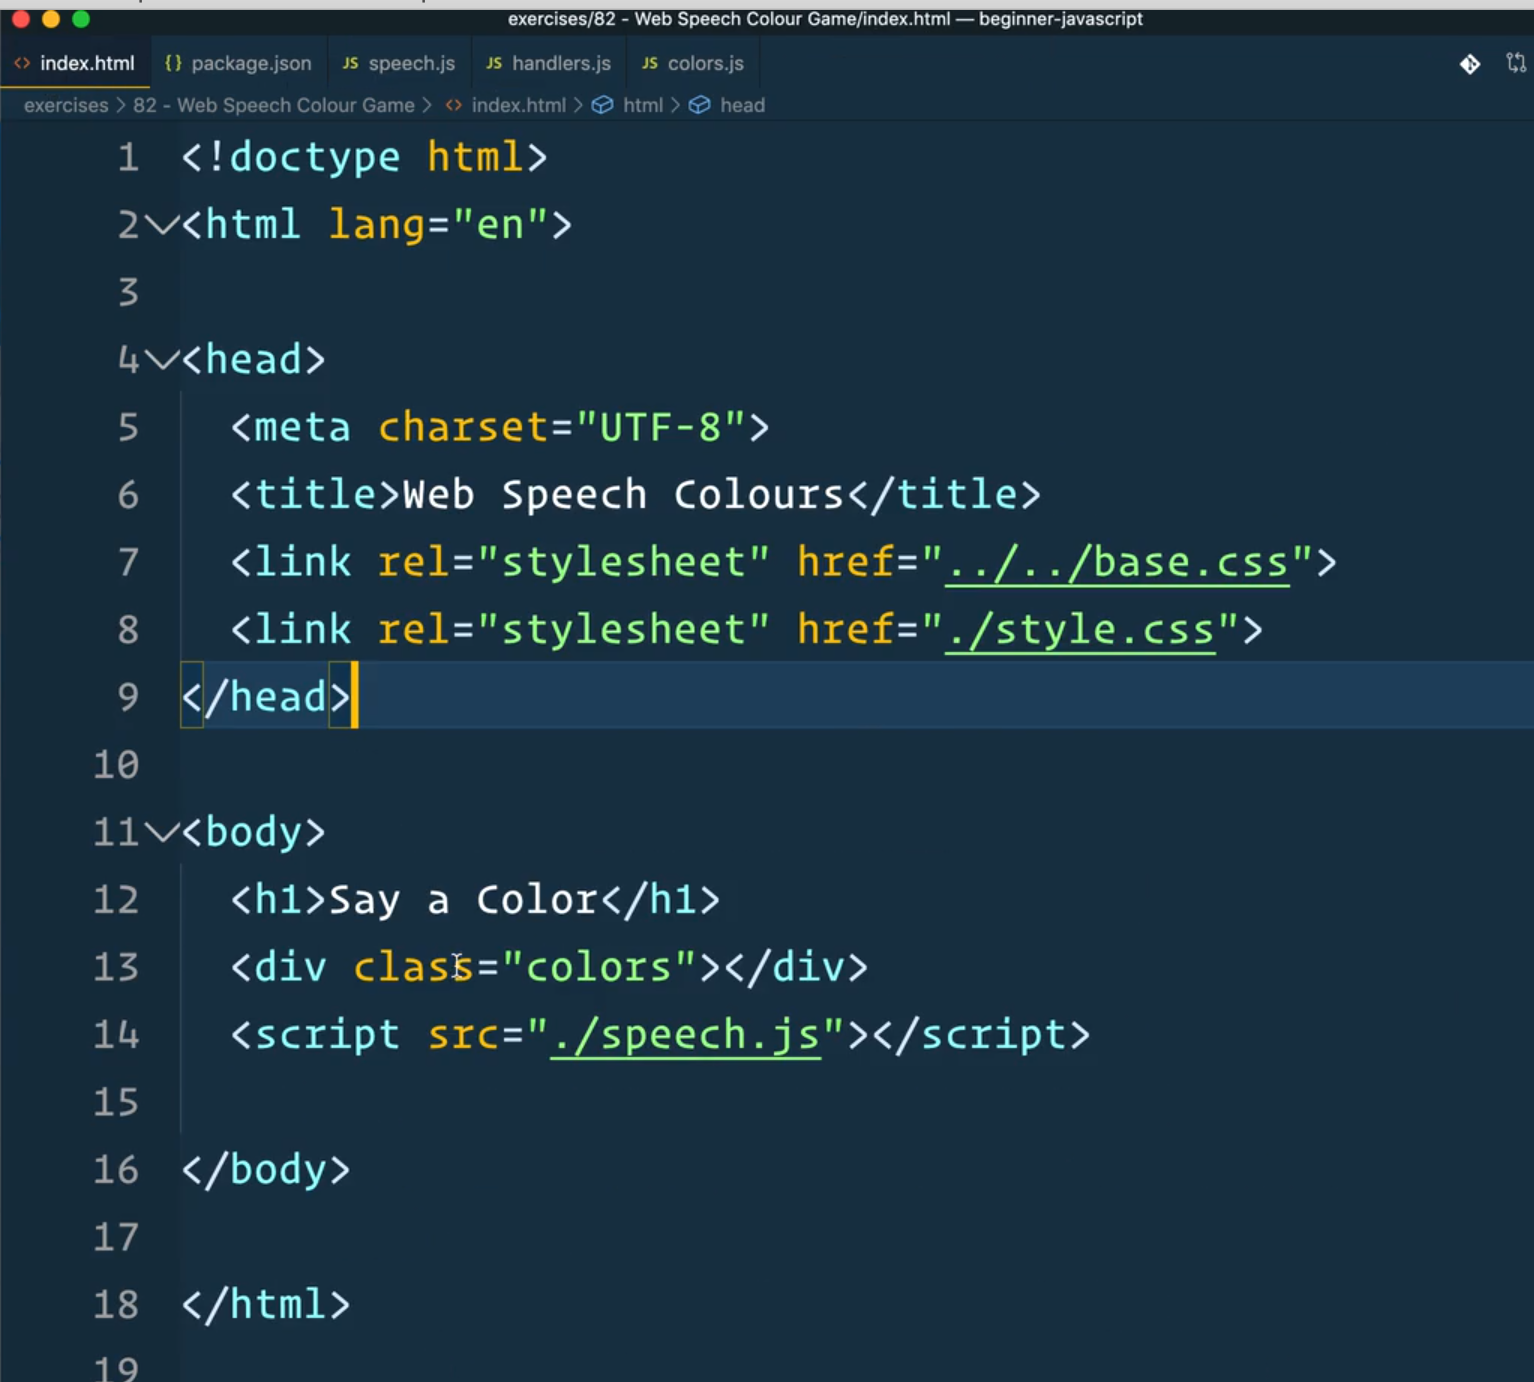 exercises/82 - Web Speech Colour Game/index.html — beginner-javascript
<> index.html {} package.json JS speech.js JS handlers.js JS colors.js
exercises > 82 - Web Speech Colour Game > <> index.html > html > head
1 <!doctype html>
2 <html lang="en">
3
4 <head>
5 <meta charset="UTF-8">
6 <title>Web Speech Colours</title>
7 <link rel="stylesheet" href="../../base.css">
8 <link rel="stylesheet" href="./style.css">
9 </head>
10
11 <body>
12 <h1>Say a Color</h1>
13 <div class="colors"></div>
14 <script src="./speech.js"></script>
15
16 </body>
17
18 </html>
19